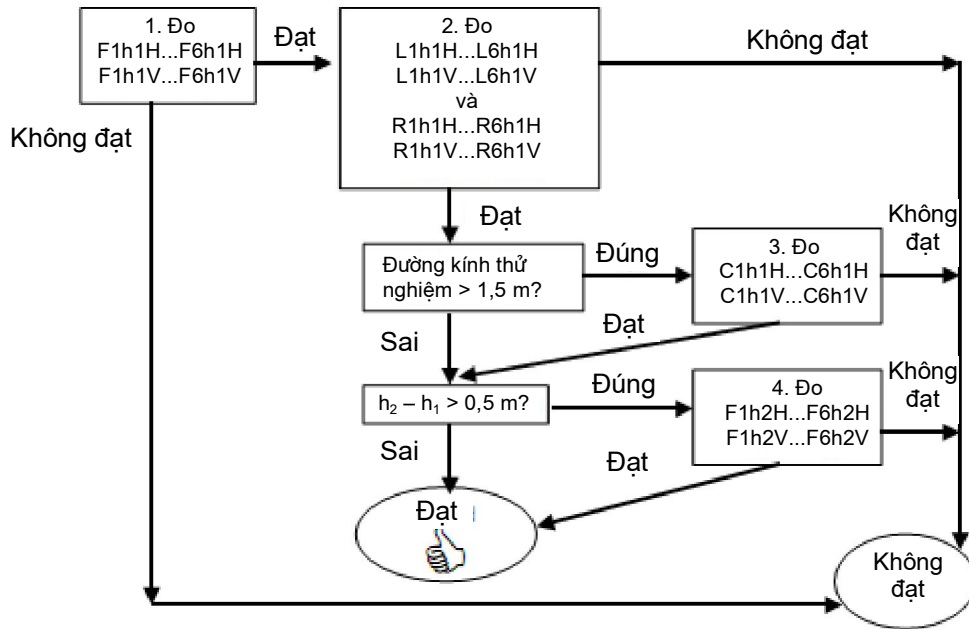 1. Đo
F1h1H...F6h1H
F1h1V...F6h1V
Đạt
2. Đo
L1h1H...L6h1H
L1h1V...L6h1V
và
R1h1H...R6h1H
R1h1V...R6h1V
Không đạt
Không đạt
Đạt
Đường kính thử
nghiệm > 1,5 m?
Đúng
3. Đo
C1h1H...C6h1H
C1h1V...C6h1V
Không
đạt
Sai
Đạt
h₂ – h₁ > 0,5 m?
Đúng
4. Đo
F1h2H...F6h2H
F1h2V...F6h2V
Không
đạt
Sai
Đạt
Đạt
Không
đạt